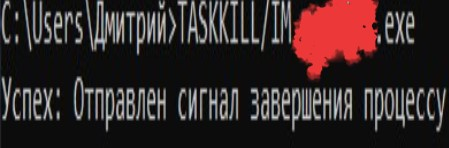 C:\Users\Дмитрий>TASKKILL/IM .exe
Успех: Отправлен сигнал завершения процессу